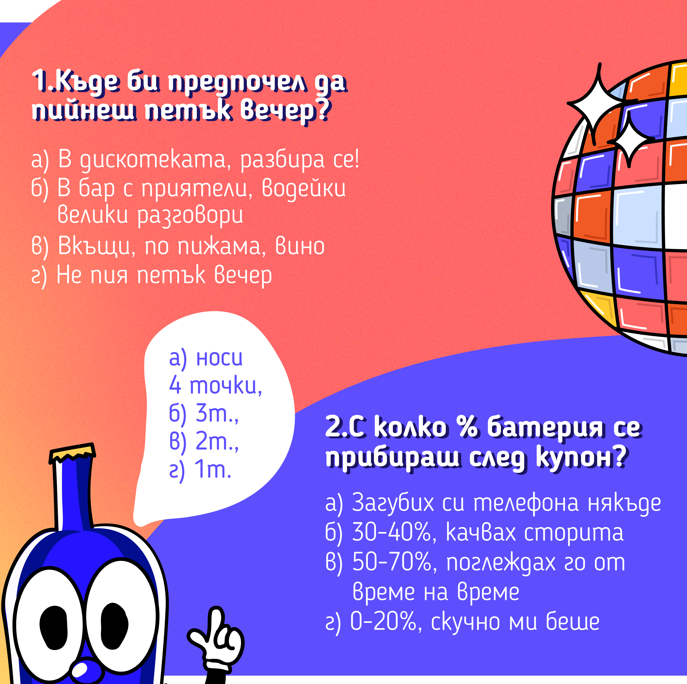 1.Къде би предпочел да
пийнеш петък вечер?
а) В дискотеката, разбира се!
б) В бар с приятели, водейки
велики разговори
в) Вкъщи, по пижама, вино
г) Не пия петък вечер
а) носи
4 точки,
б) 3т.,
в) 2т.,
г) 1т.
2.С колко % батерия се
прибираш след купон?
а) Загубих си телефона някъде
б) 30-40%, качвах сторита
в) 50-70%, поглеждах го от
време на време
г) 0-20%, скучно ми беше